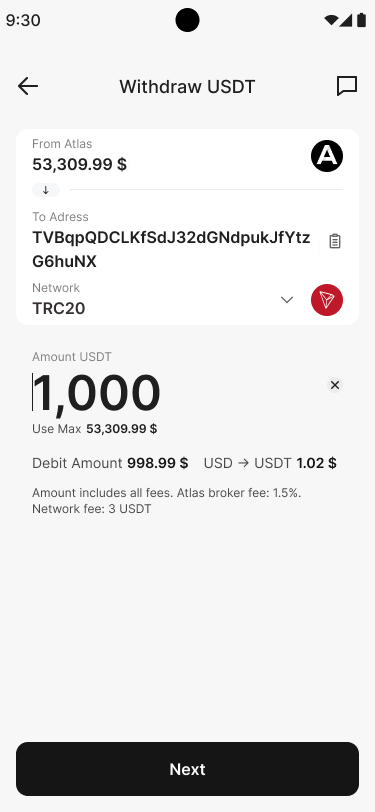 9:30
Withdraw USDT
From Atlas
53,309.99 $
A
↓
To Adress
TVBqpQDCLKfSdJ32dGNdpukJfYtz
G6huNX
Network
TRC20
Amount USDT
1,000
Use Max 53,309.99 $
Debit Amount 998.99 $ USD → USDT 1.02 $
Amount includes all fees. Atlas broker fee: 1.5%.
Network fee: 3 USDT
Next